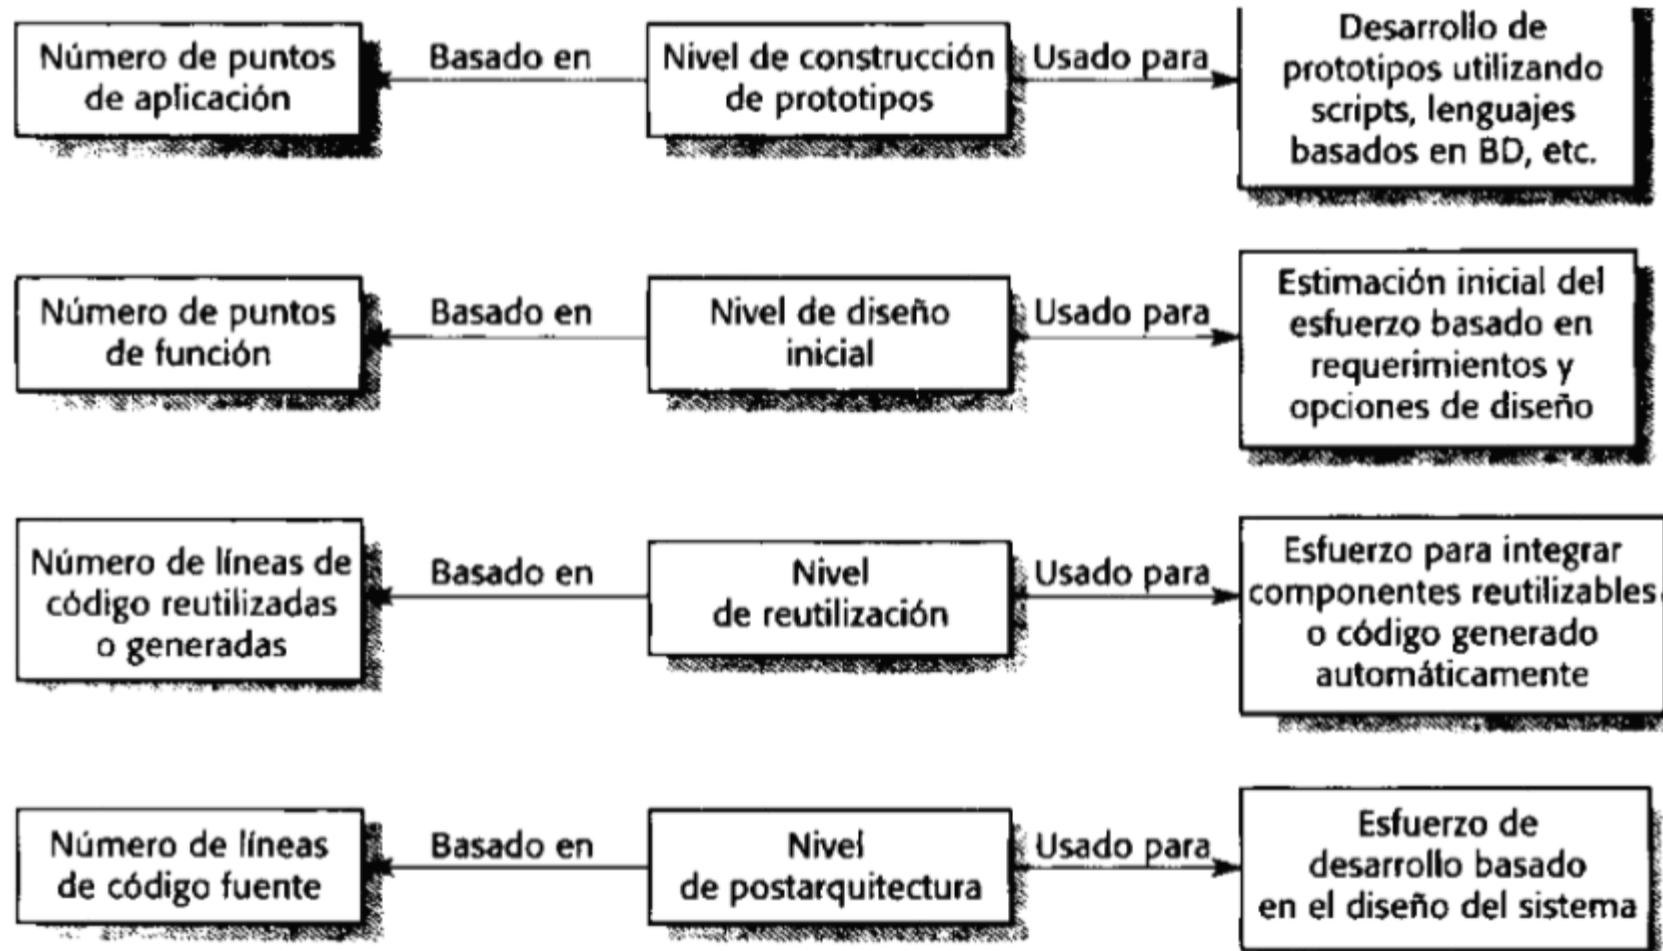 Número de puntos
de aplicación
Basado en
Nivel de construcción
de prototipos
Usado para
Desarrollo de
prototipos utilizando
scripts, lenguajes
basados en BD, etc.
Número de puntos
de función
Basado en
Nivel de diseño
inicial
Usado para
Estimación inicial del
esfuerzo basado en
requerimientos y
opciones de diseño
Número de líneas de
código reutilizadas
o generadas
Basado en
Nivel
de reutilización
Usado para
Esfuerzo para integrar
componentes reutilizables
o código generado
automáticamente
Número de líneas
de código fuente
Basado en
Nivel
de postarquitectura
Usado para
Esfuerzo de
desarrollo basado
en el diseño del sistema